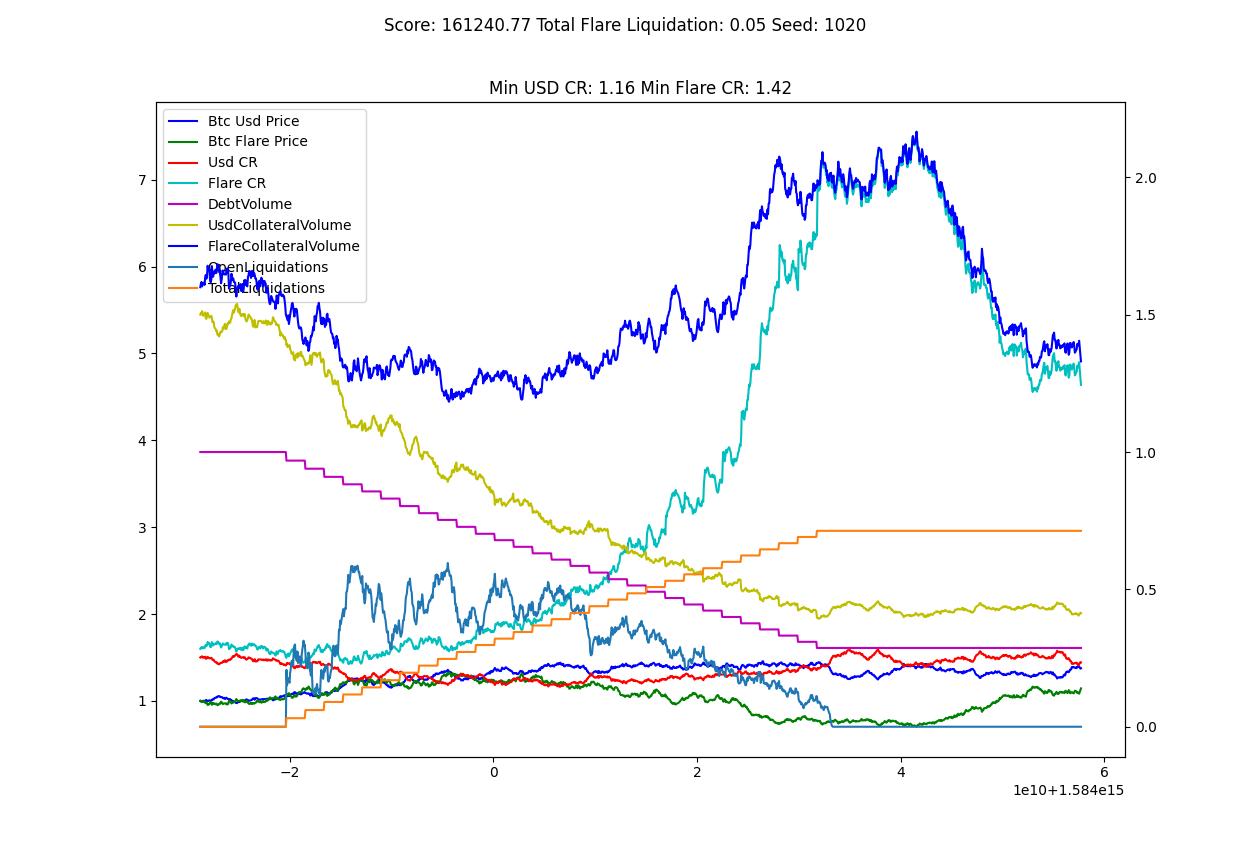 Score: 161240.77 Total Flare Liquidation: 0.05 Seed: 1020
Min USD CR: 1.16 Min Flare CR: 1.42
Btc Usd Price
Btc Flare Price
Usd CR
Flare CR
DebtVolume
UsdCollateralVolume
FlareCollateralVolume
OpenLiquidations
TotalLiquidations
7
6
5
4
3
2
1
2.0
1.5
1.0
0.5
0.0
−2
0
2
4
6
1e10+1.584e15